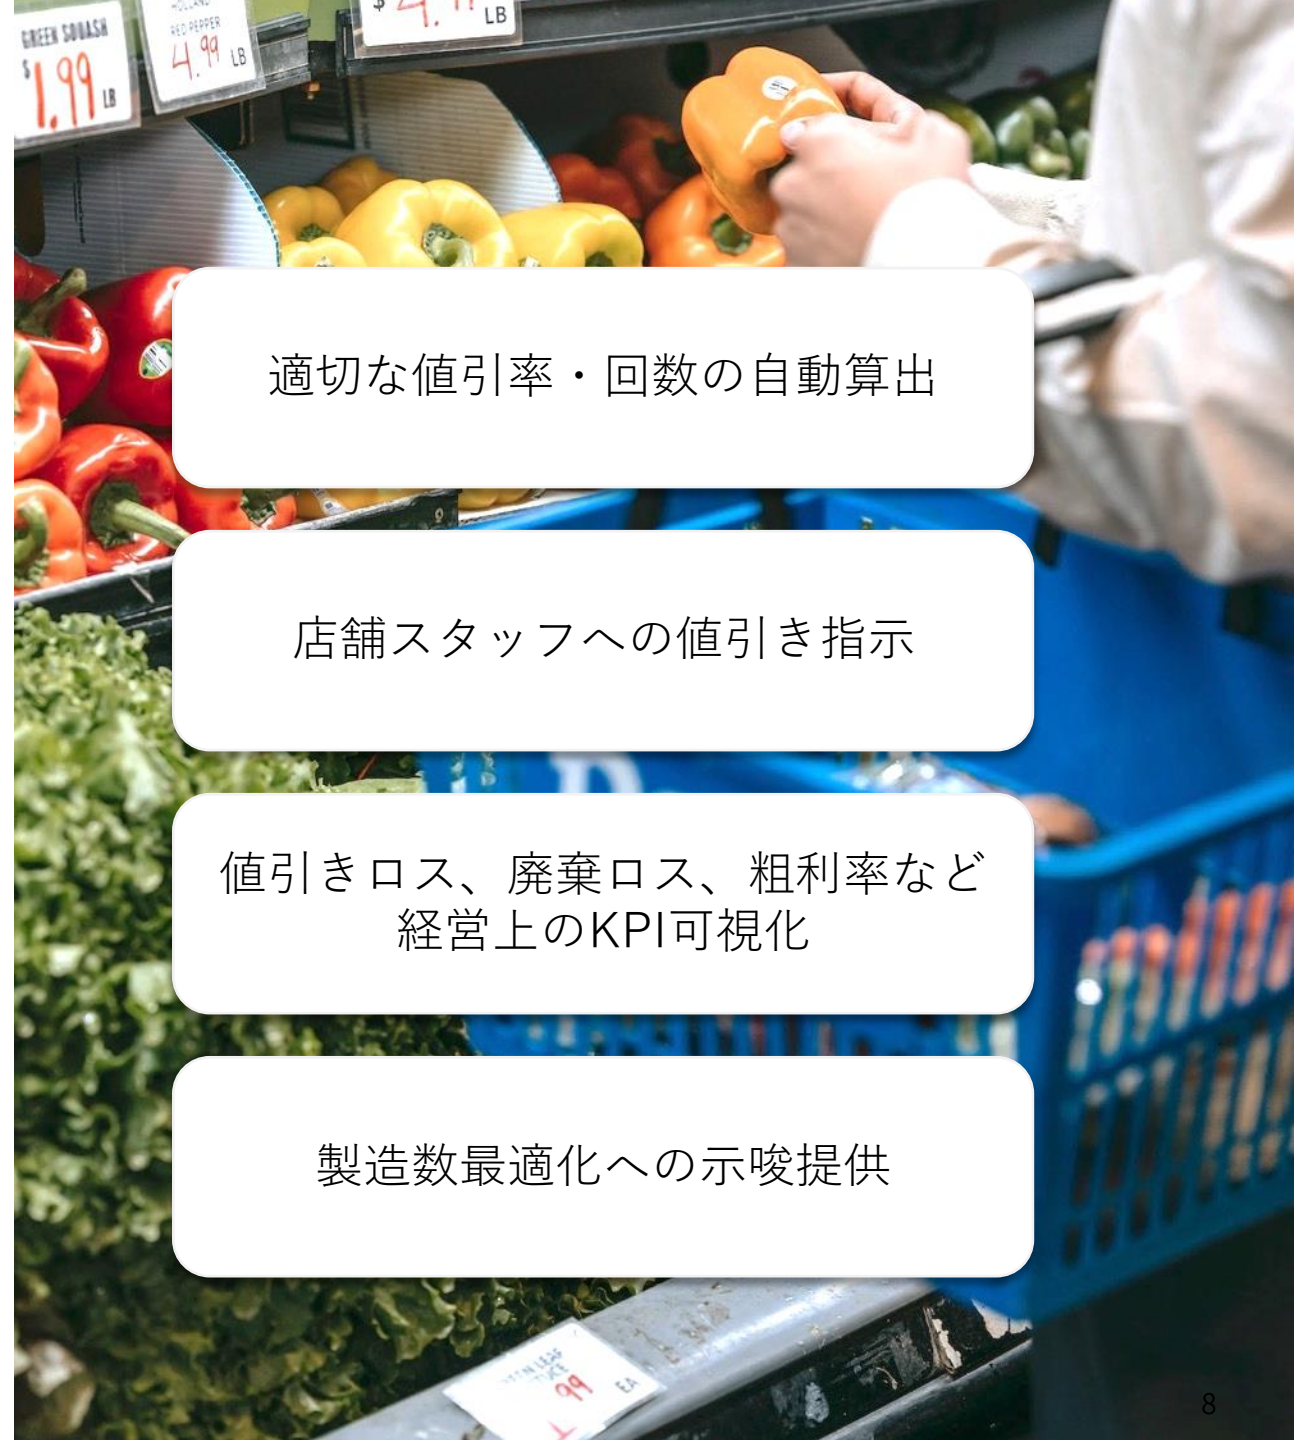 GREEN SQUASH
$1.99 LB
HOLLAND
RED PEPPER
4.99 LB
$ LB
適切な値引率・回数の自動算出
店舗スタッフへの値引き指示
値引きロス、廃棄ロス、粗利率など
経営上のKPI可視化
製造数最適化への示唆提供
LEAF
99 EA
8